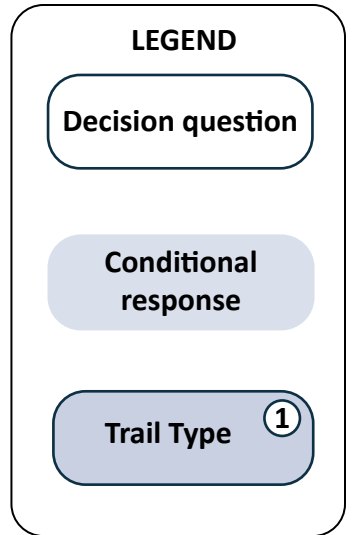 LEGEND
Decision question
Conditional
response
Trail Type 1